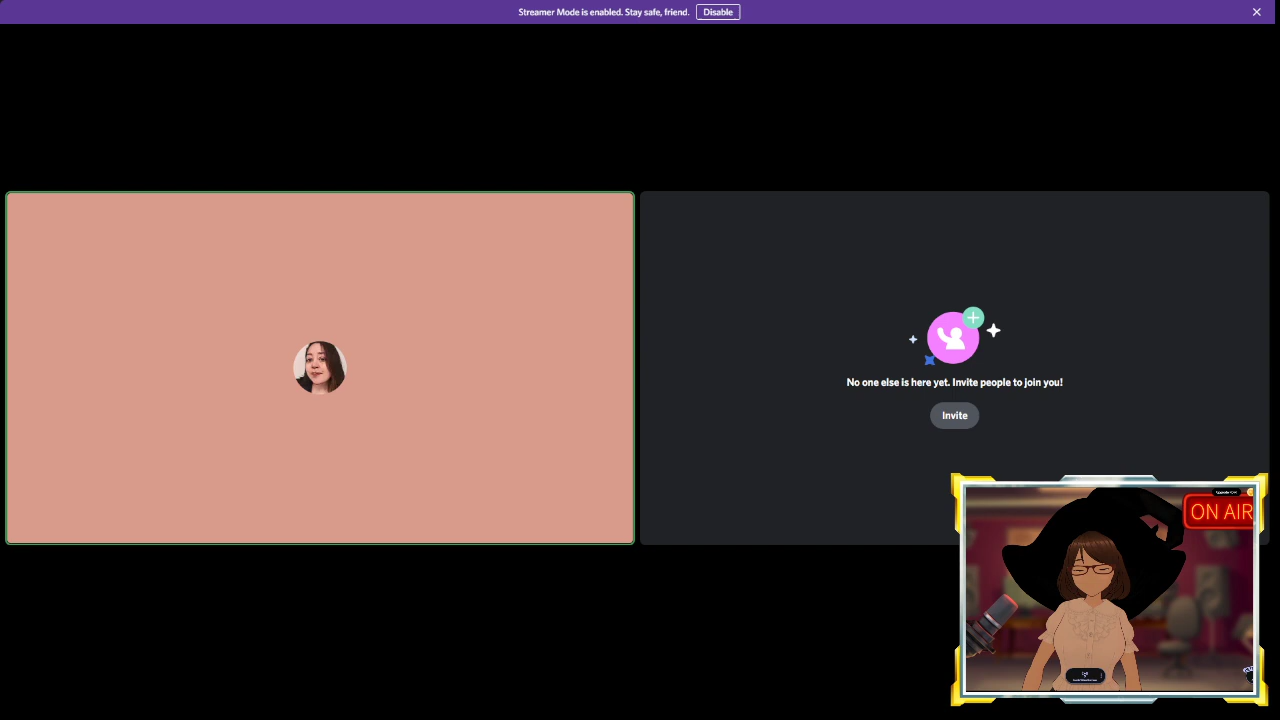 Streamer Mode is enabled. Stay safe, friend. Disable
No one else is here yet. Invite people to join you!
Invite
ON AIR